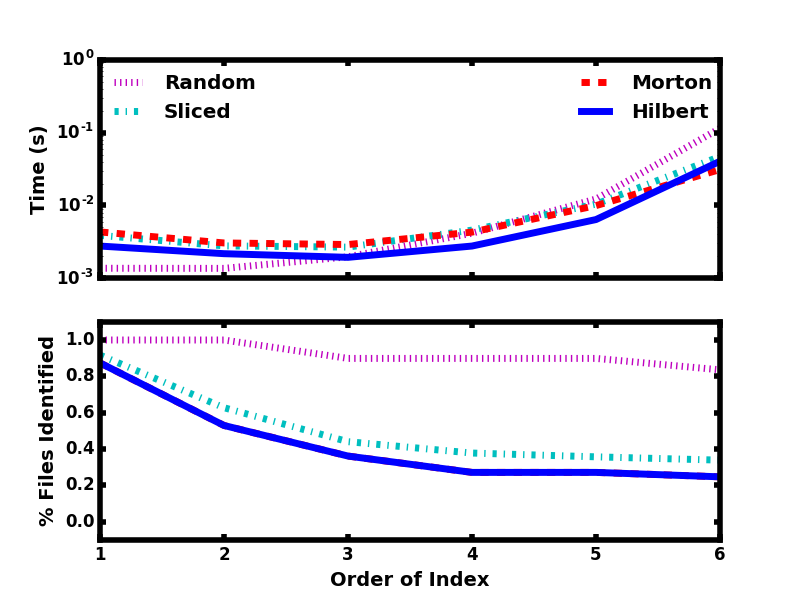 10^0
Random Morton
Sliced Hilbert
10^-1
10^-2
10^-3
Time (s)
1.0
0.8
0.6
0.4
0.2
0.0
% Files Identified
1 2 3 4 5 6
Order of Index